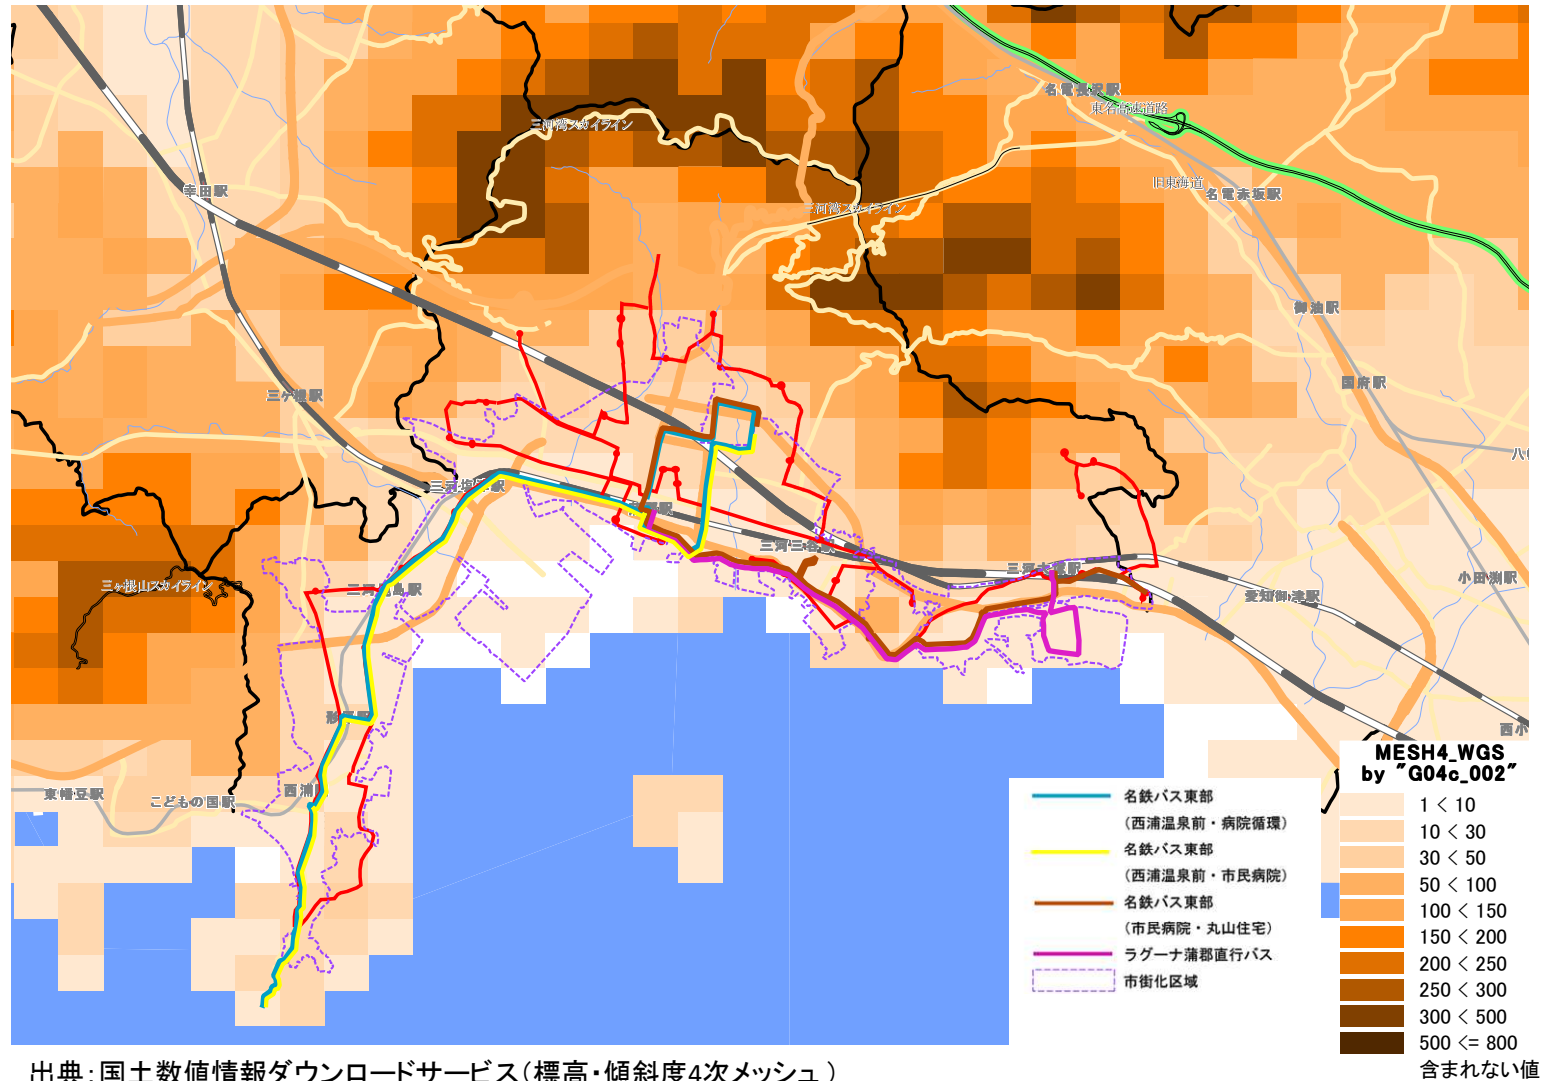 名電長沢駅
東名高速道路
三河湾スカイライン
旧東海道
名電赤坂駅
幸田駅
三河湾スカイライン
御油駅
国府駅
三ヶ根駅
三河塩津駅
三河三谷駅
三河大塚駅
小田渕駅
愛知御津駅
三ヶ根山スカイライン
形原駅
西浦
西小
東幡豆駅
こどもの国駅
MESH4_WGS
by "G04c_002"
1 < 10
10 < 30
30 < 50
50 < 100
100 < 150
150 < 200
200 < 250
250 < 300
300 < 500
500 <= 800
含まれない値
名鉄バス東部
(西浦温泉前・病院循環)
名鉄バス東部
(西浦温泉前・市民病院)
名鉄バス東部
(市民病院・丸山住宅)
ラグーナ蒲郡直行バス
市街化区域
出典:国土数値情報ダウンロードサービス(標高・傾斜度4次メッシュ)